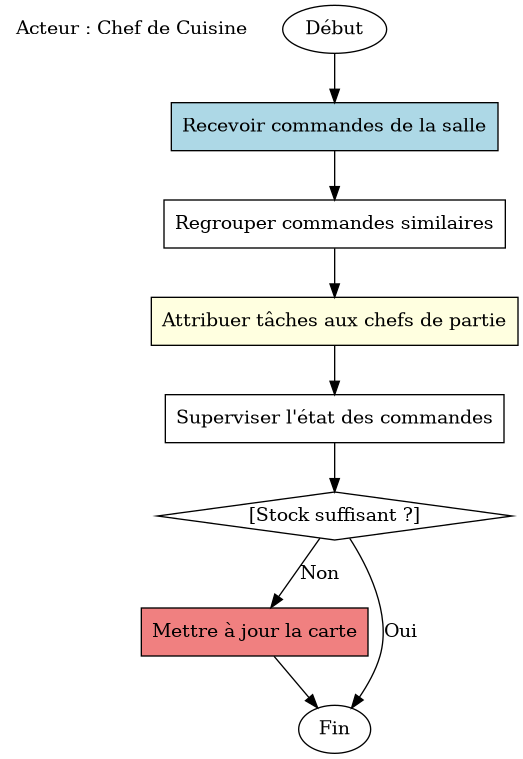 Acteur : Chef de Cuisine
Début
Recevoir commandes de la salle
Regrouper commandes similaires
Attribuer tâches aux chefs de partie
Superviser l'état des commandes
[Stock suffisant ?]
Non
Mettre à jour la carte
Oui
Fin